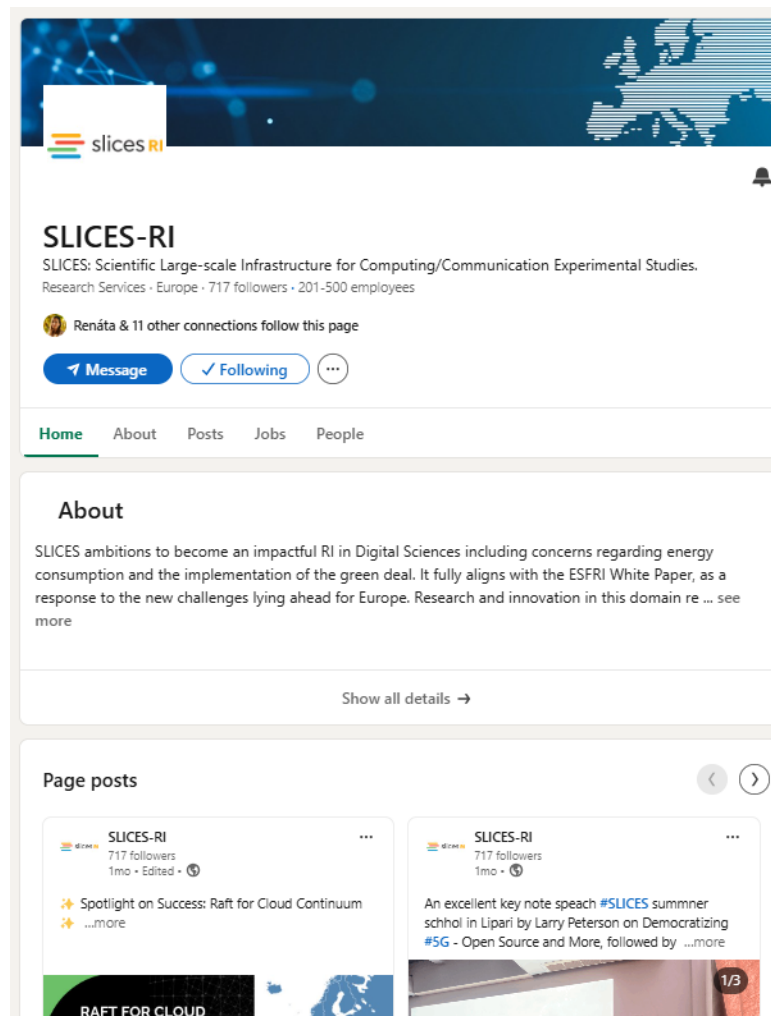 slices RI
SLICES-RI
SLICES: Scientific Large-scale Infrastructure for Computing/Communication Experimental Studies.
Research Services · Europe · 717 followers · 201-500 employees
Renáta & 11 other connections follow this page
Message
Following
Home
About
Posts
Jobs
People
About
SLICES ambitions to become an impactful RI in Digital Sciences including concerns regarding energy
consumption and the implementation of the green deal. It fully aligns with the ESFRI White Paper, as a
response to the new challenges lying ahead for Europe. Research and innovation in this domain re ... see
more
Show all details →
Page posts
slices RI
SLICES-RI
717 followers
1mo • Edited •
✨ Spotlight on Success: Raft for Cloud Continuum
✨ ...more
RAFT FOR CLOUD
slices RI
SLICES-RI
717 followers
1mo •
An excellent key note speach #SLICES summner
schhol in Lipari by Larry Peterson on Democratizing
#5G - Open Source and More, followed by ...more
1/3